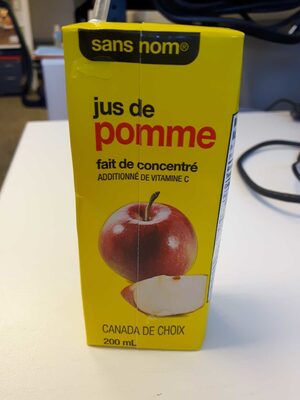 sans nom®
jus de
pomme
fait de concentré
ADDITIONNÉ DE VITAMINE C
CANADA DE CHOIX
200 mL